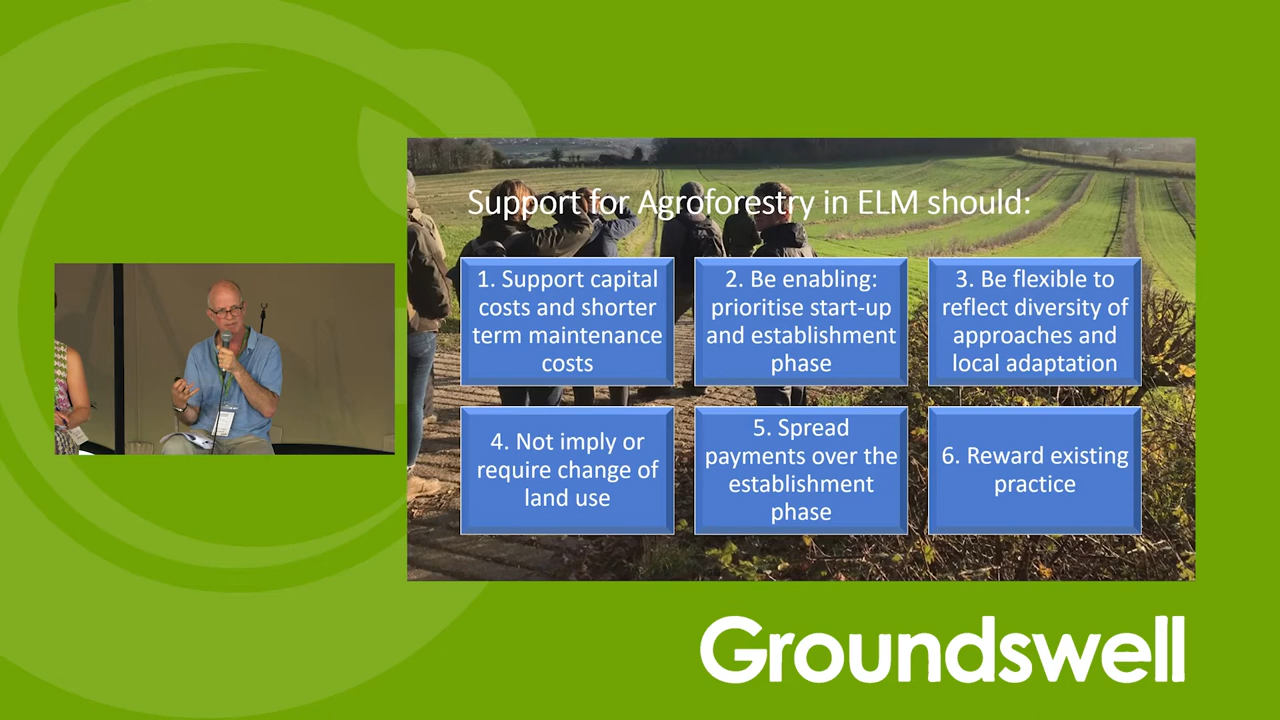 Support for Agroforestry in ELM should:
1. Support capital
costs and shorter
term maintenance
costs
2. Be enabling:
prioritise start-up
and establishment
phase
3. Be flexible to
reflect diversity of
approaches and
local adaptation
4. Not imply or
require change of
land use
5. Spread
payments over the
establishment
phase
6. Reward existing
practice
Groundswell